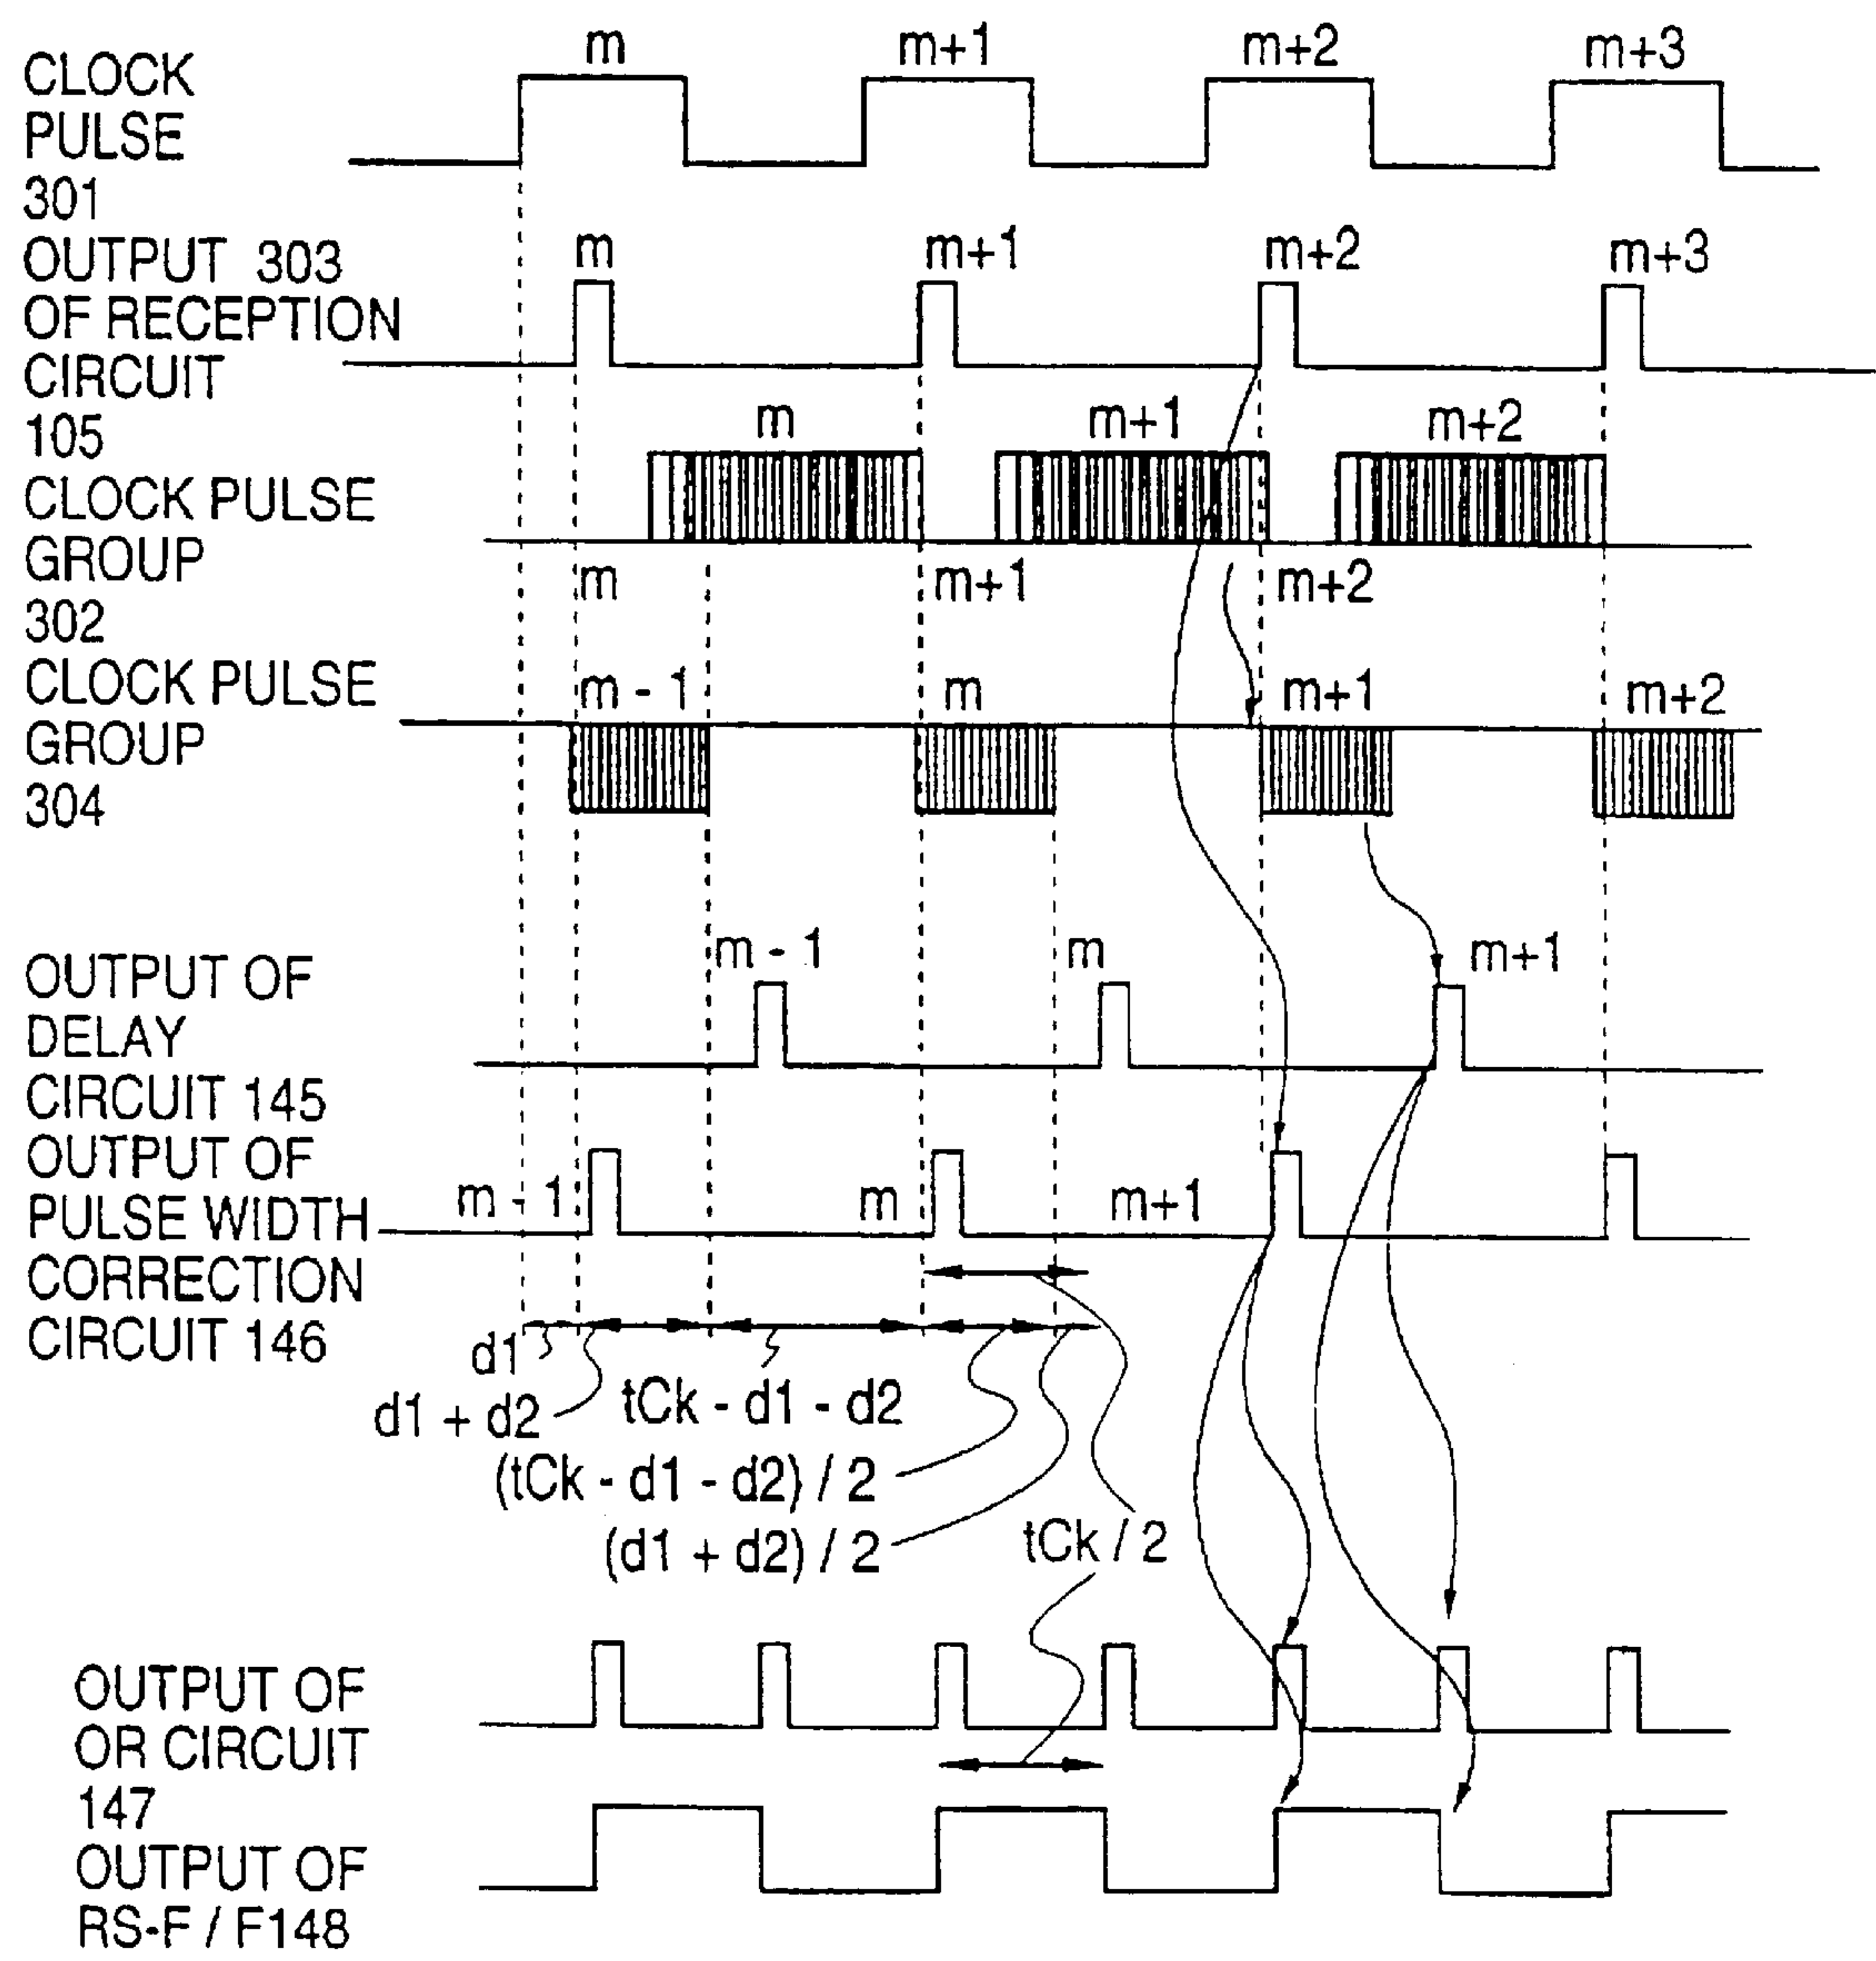 m m+1 m+2 m+3
CLOCK
PULSE
301
OUTPUT 303
OF RECEPTION
CIRCUIT
105
m m+1 m+2 m+3
m m+1 m+2
CLOCK PULSE
GROUP
302
m m+1 m+2
CLOCK PULSE
GROUP
304
m - 1 m m+1 m+2
m - 1 m m+1
OUTPUT OF
DELAY
CIRCUIT 145
OUTPUT OF
PULSE WIDTH
CORRECTION
CIRCUIT 146
m - 1 m m+1
d1
d1 + d2
tCk - d1 - d2
(tCk - d1 - d2) / 2
(d1 + d2) / 2
tCk / 2
OUTPUT OF
OR CIRCUIT
147
OUTPUT OF
RS-F / F148